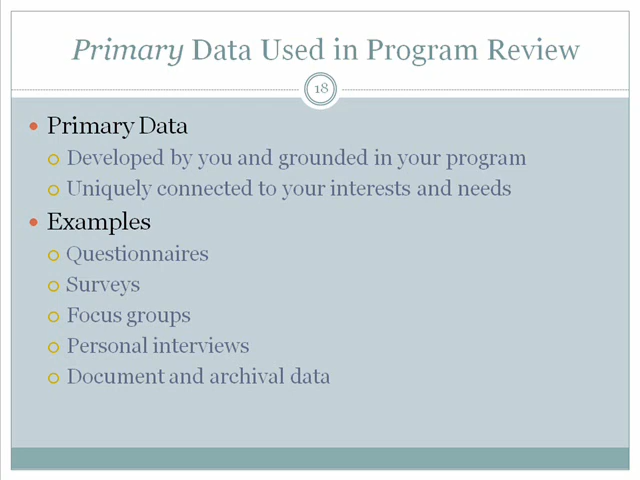 Primary Data Used in Program Review
18
Primary Data
Developed by you and grounded in your program
Uniquely connected to your interests and needs
Examples
Questionnaires
Surveys
Focus groups
Personal interviews
Document and archival data